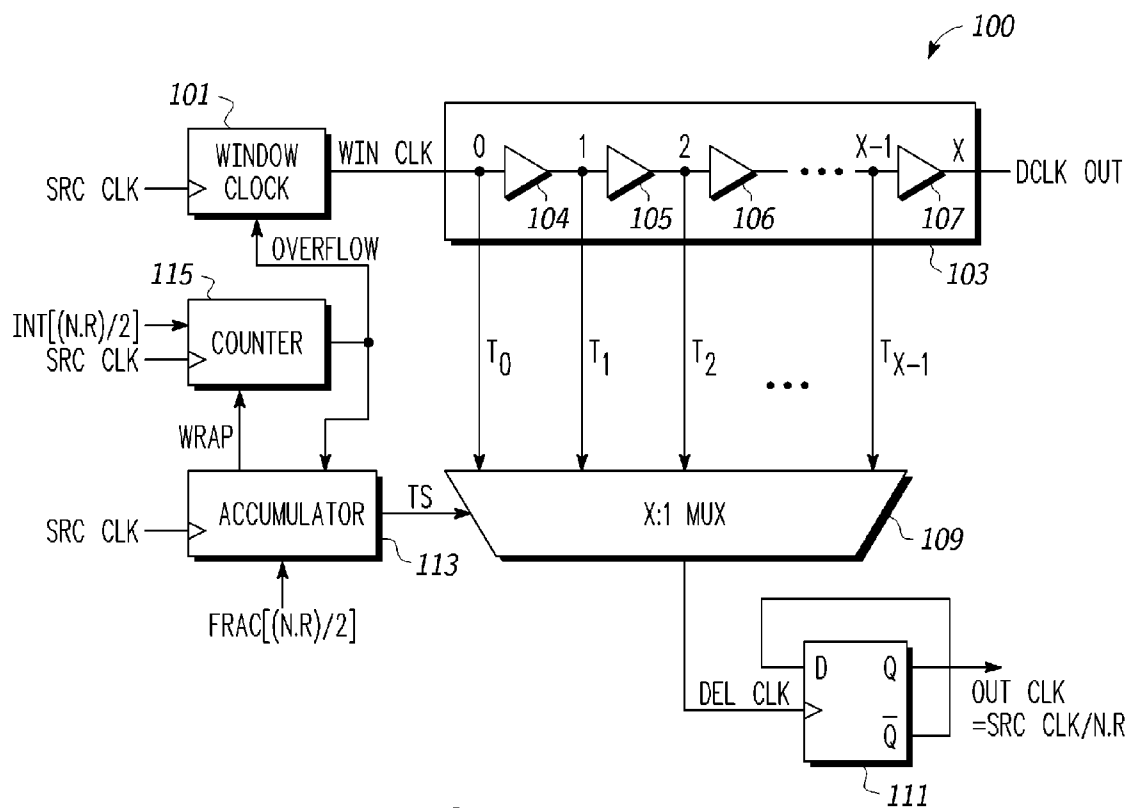 100
101
WINDOW
CLOCK
SRC CLK
WIN CLK
0
1
2
X-1
X
104
105
106
107
DCLK OUT
103
OVERFLOW
115
INT[(N.R)/2]
SRC CLK
COUNTER
T0
T1
T2
TX-1
WRAP
SRC CLK
ACCUMULATOR
TS
X:1 MUX
109
113
FRAC[(N.R)/2]
DEL CLK
D
Q
Q̅
OUT CLK
=SRC CLK/N.R
111